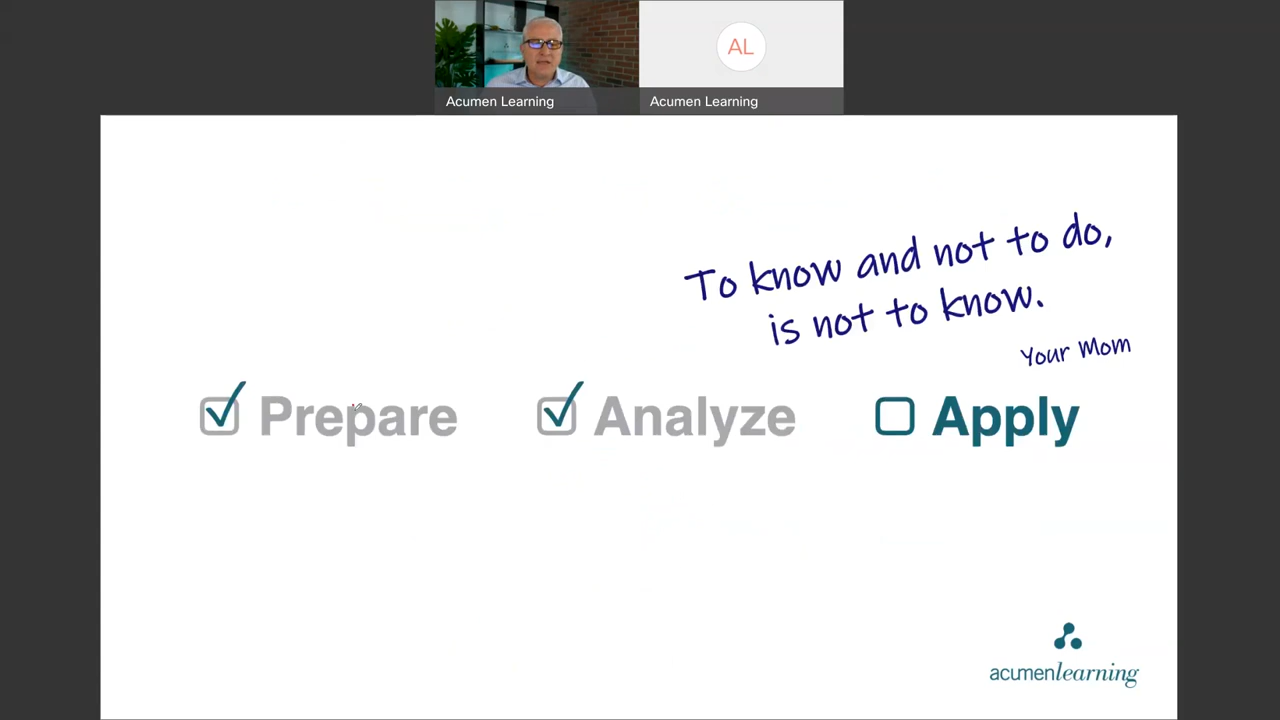 AL
Acumen Learning
Acumen Learning
To know and not to do,
is not to know.
Your Mom
Prepare
Analyze
Apply
acumenlearning